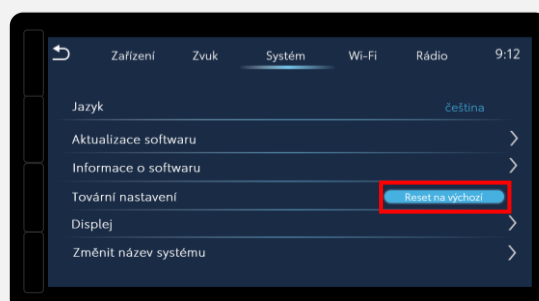 Zařízení Zvuk Systém Wi-Fi Rádio 9:12
Jazyk čeština
Aktualizace softwaru
Informace o softwaru
Tovární nastavení Reset na výchozí
Displej
Změnit název systému